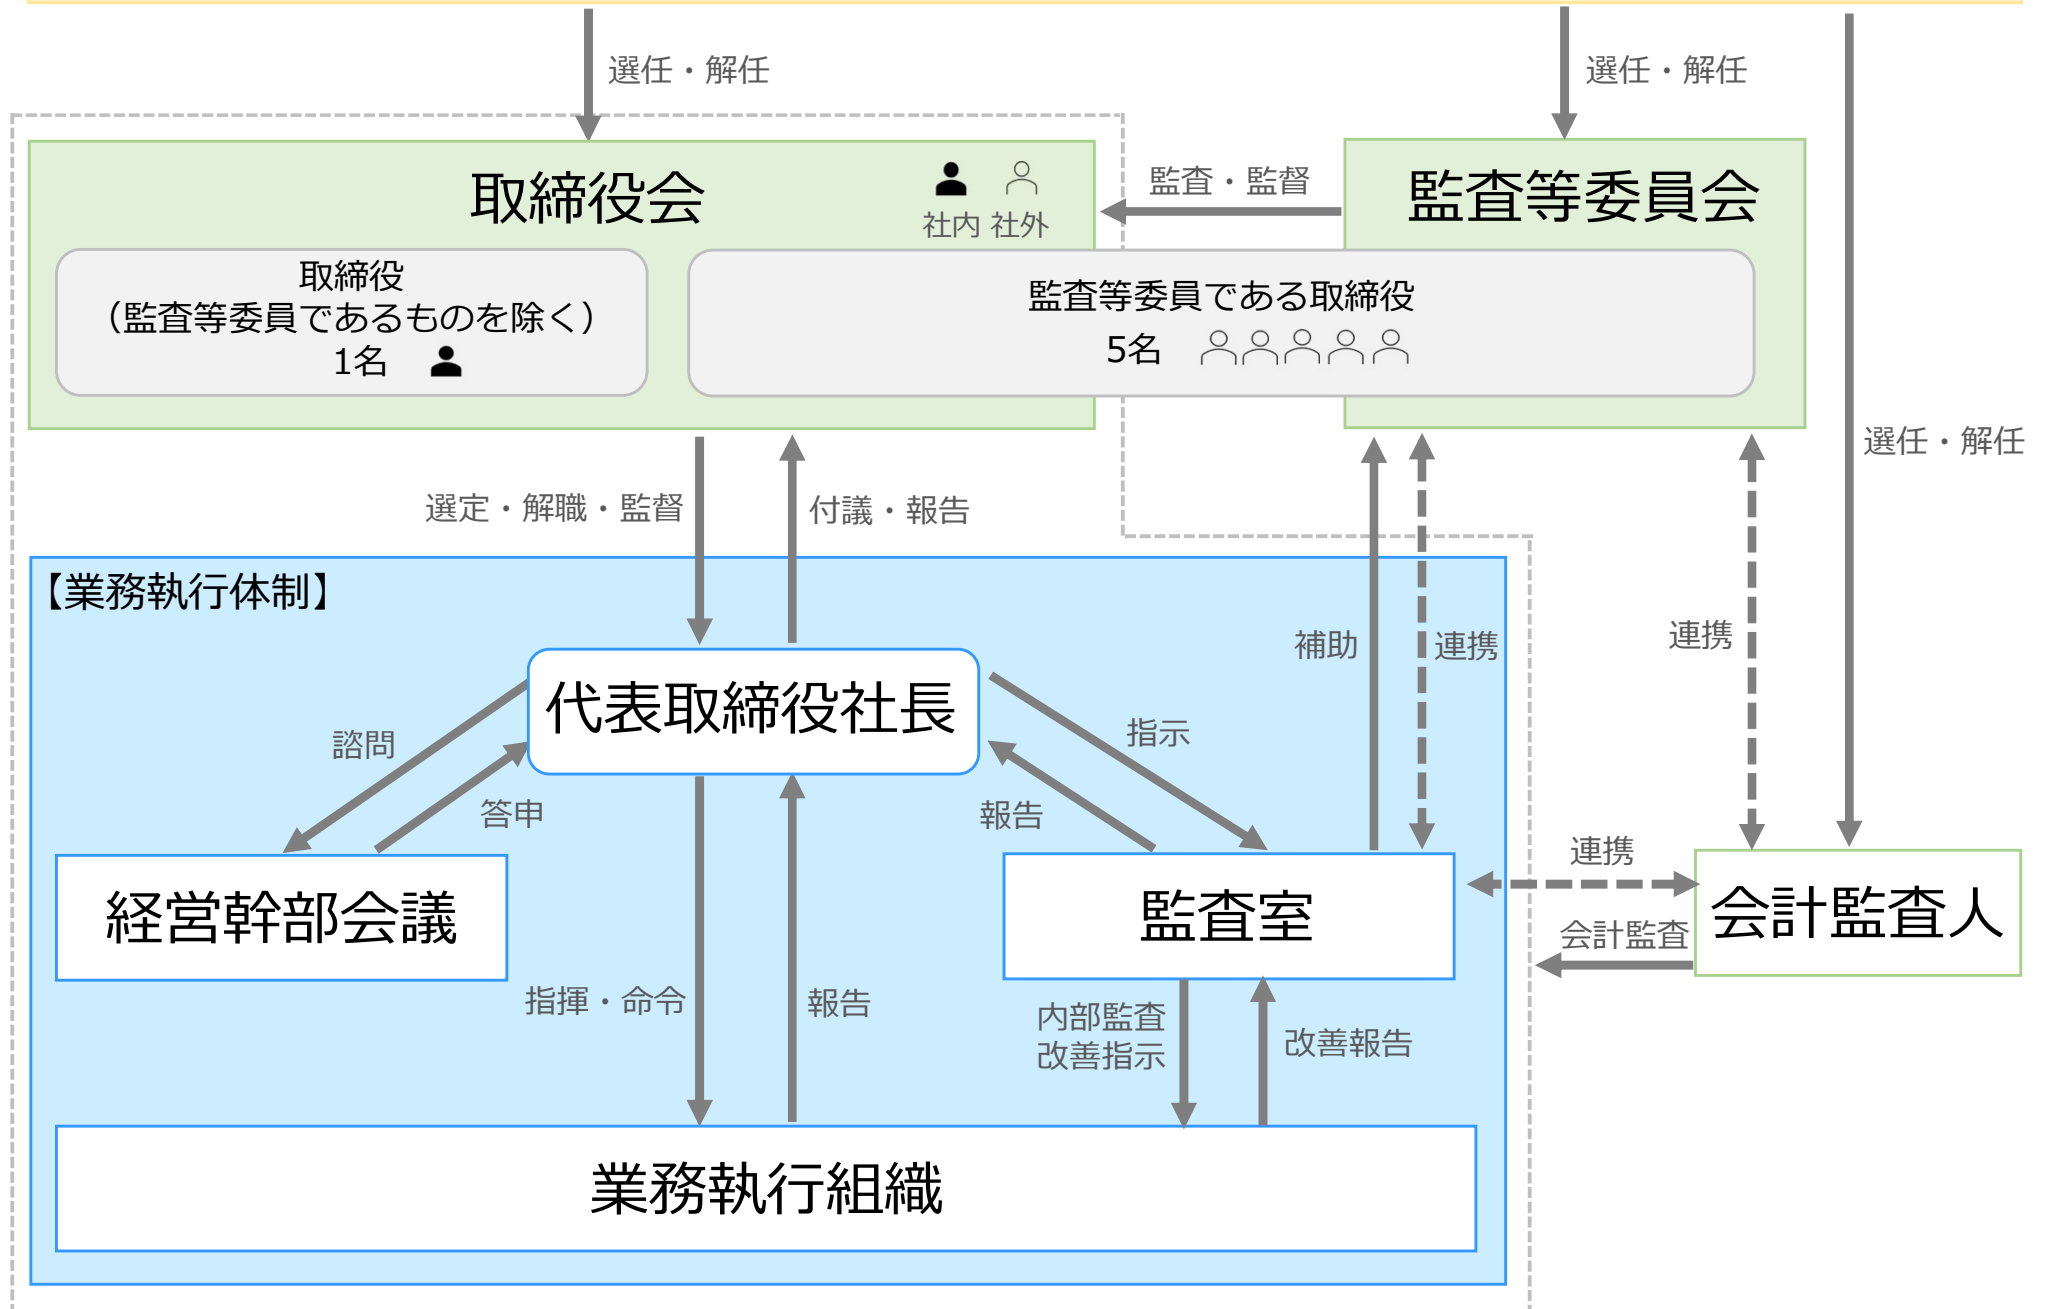 選任・解任
選任・解任
取締役会
社内 社外
監査・監督
監査等委員会
取締役
（監査等委員であるものを除く）
1名
監査等委員である取締役
5名
選任・解任
選定・解職・監督
付議・報告
【業務執行体制】
補助
連携
連携
代表取締役社長
諮問
答申
指示
報告
経営幹部会議
監査室
連携
会計監査
会計監査人
指揮・命令
報告
内部監査
改善指示
改善報告
業務執行組織